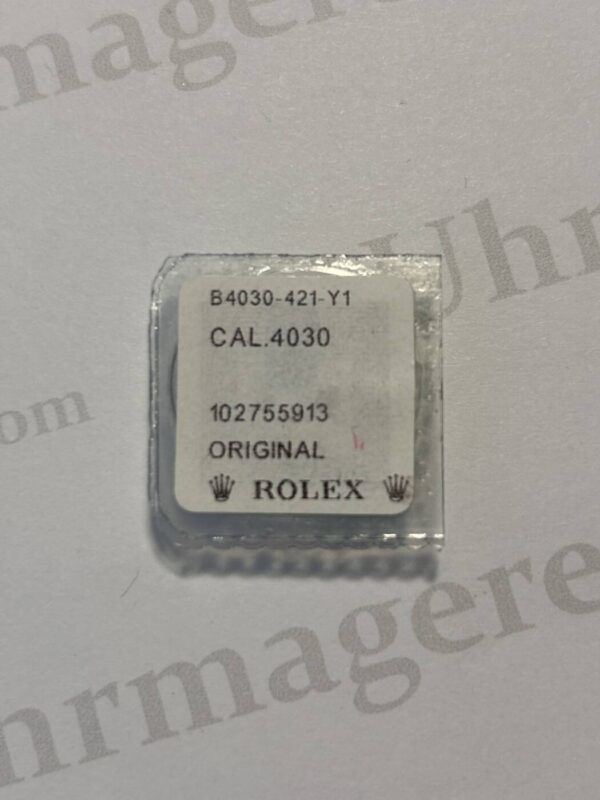 B4030-421-Y1
CAL.4030
102755913
ORIGINAL
ROLEX